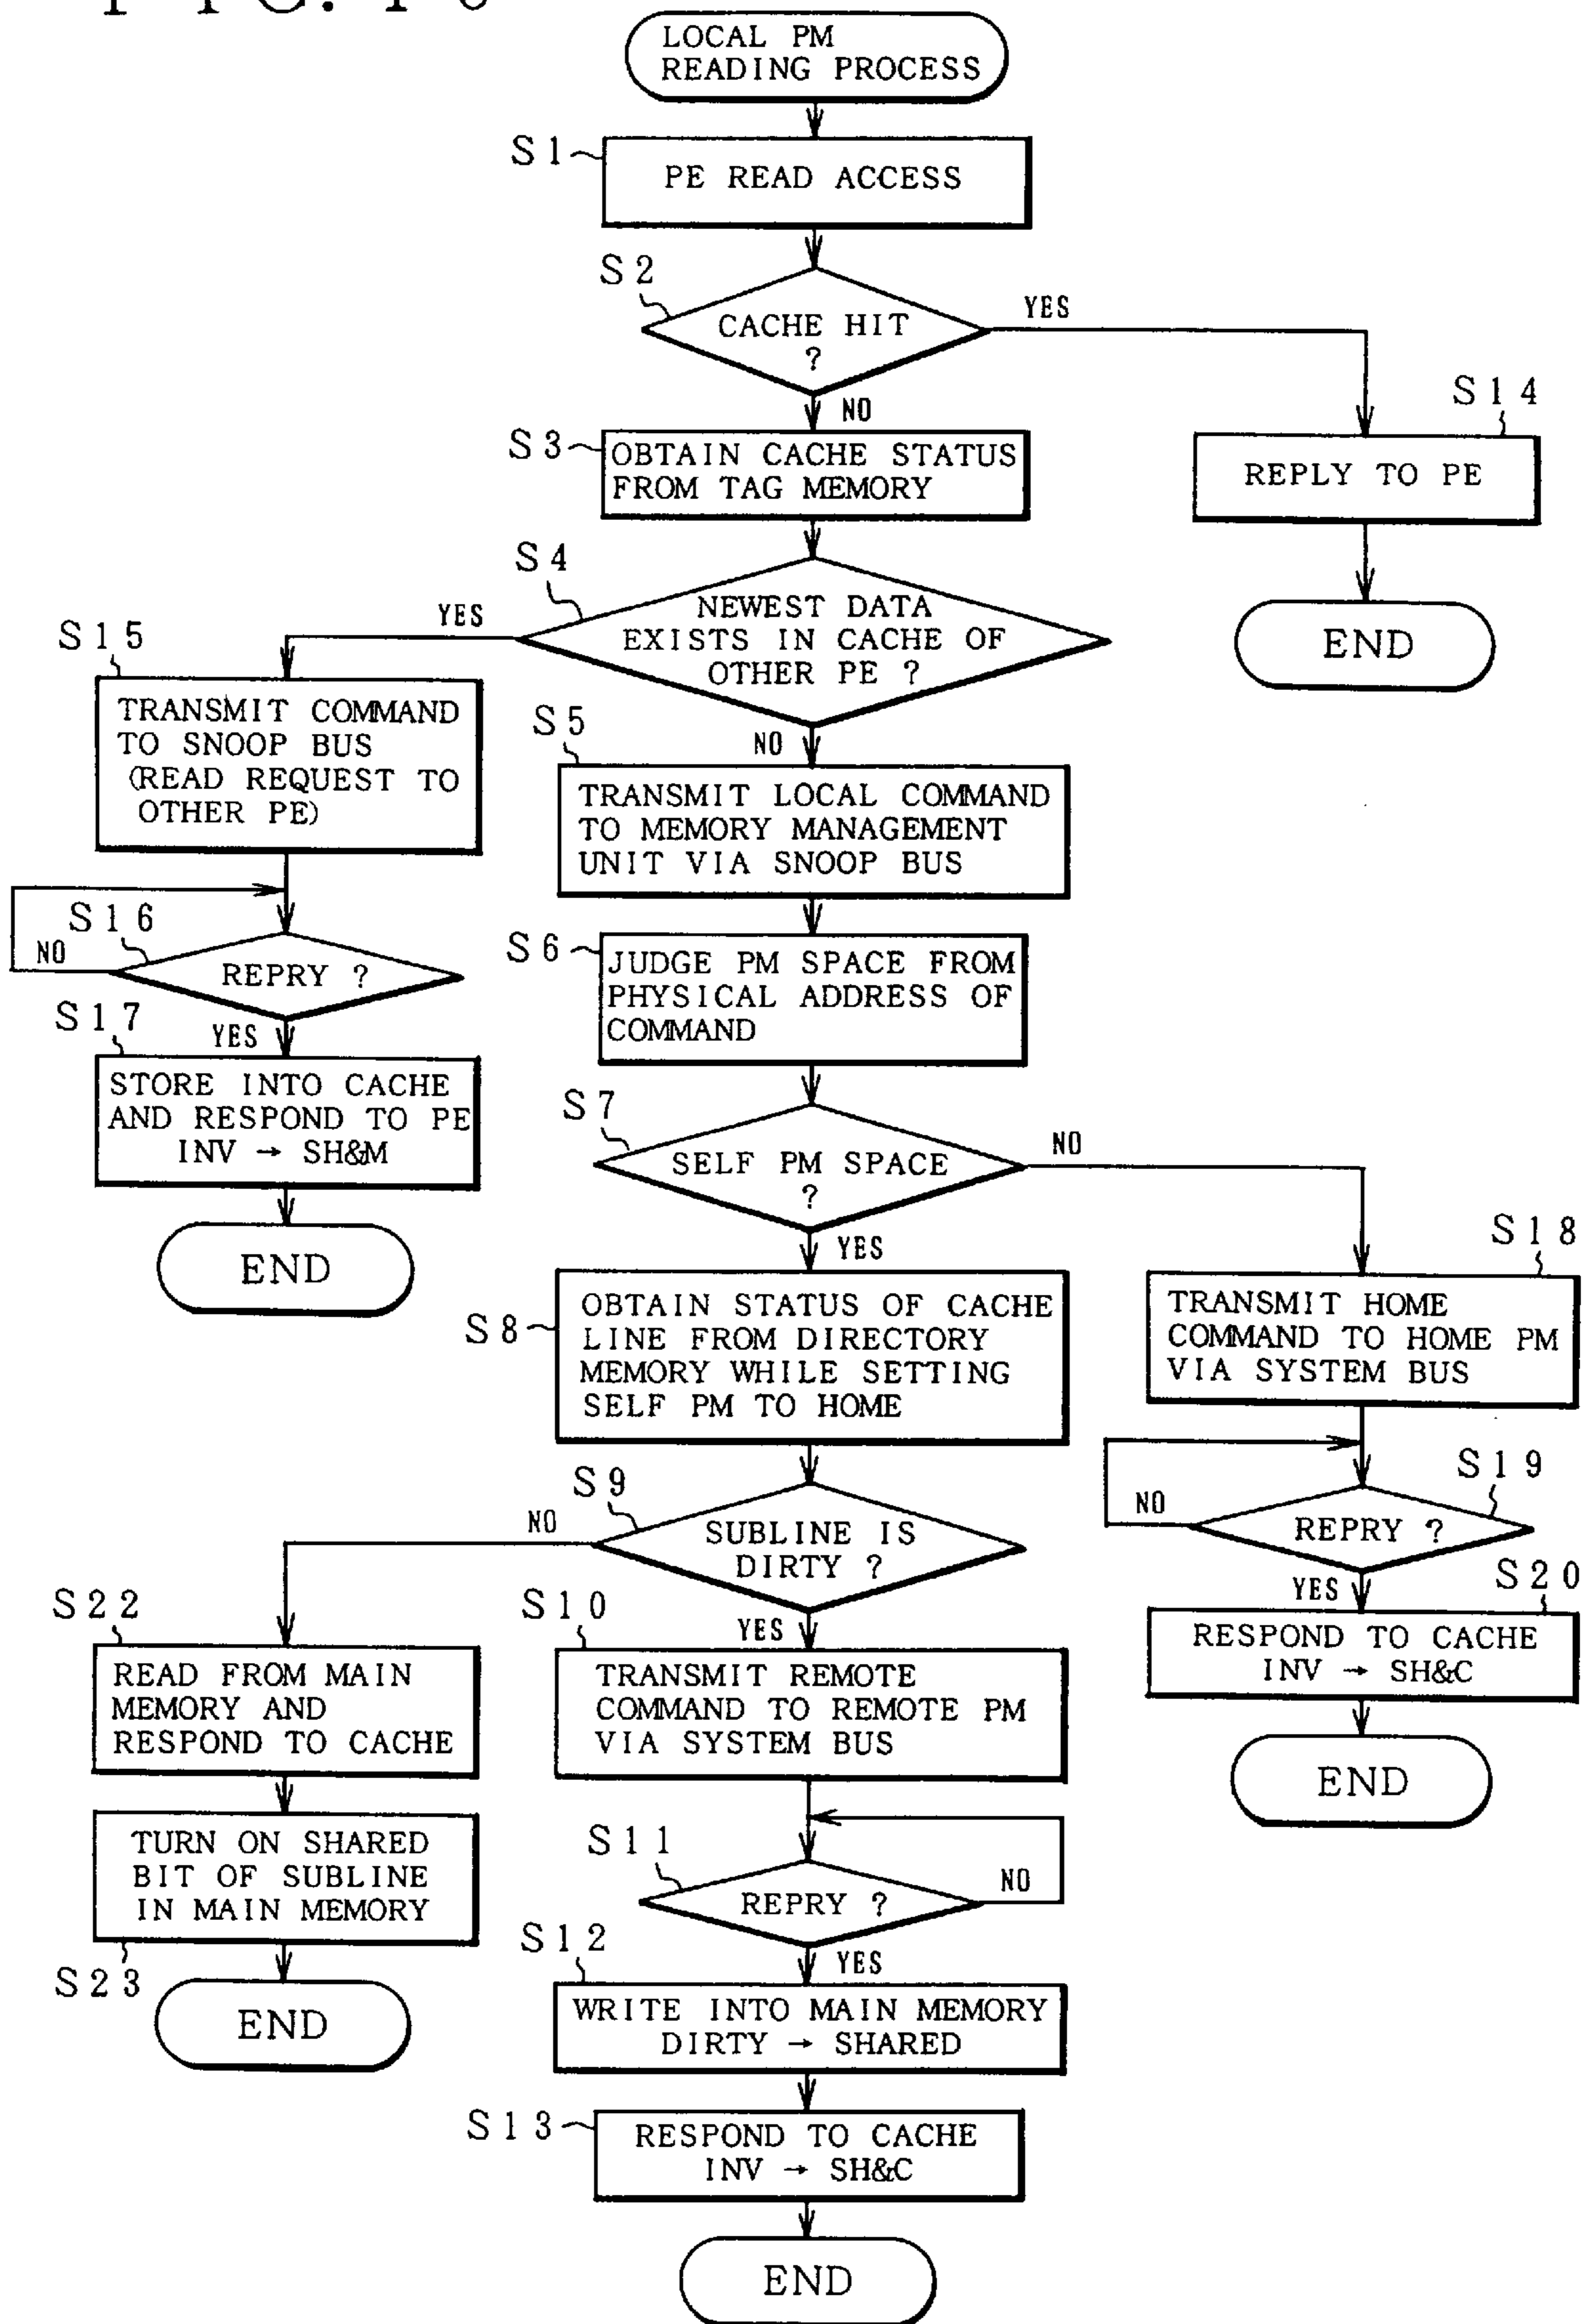 LOCAL PM
READING PROCESS
S1
PE READ ACCESS
S2
CACHE HIT
?
YES
NO
S14
REPLY TO PE
END
S3
OBTAIN CACHE STATUS
FROM TAG MEMORY
S4
NEWEST DATA
EXISTS IN CACHE OF
OTHER PE ?
YES
NO
S15
TRANSMIT COMMAND
TO SNOOP BUS
(READ REQUEST TO
OTHER PE)
S16
REPRY ?
NO
YES
S17
STORE INTO CACHE
AND RESPOND TO PE
INV → SH&M
END
S5
TRANSMIT LOCAL COMMAND
TO MEMORY MANAGEMENT
UNIT VIA SNOOP BUS
S6
JUDGE PM SPACE FROM
PHYSICAL ADDRESS OF
COMMAND
S7
SELF PM SPACE
?
NO
YES
S18
TRANSMIT HOME
COMMAND TO HOME PM
VIA SYSTEM BUS
S19
REPRY ?
NO
YES
S20
RESPOND TO CACHE
INV → SH&C
END
S8
OBTAIN STATUS OF CACHE
LINE FROM DIRECTORY
MEMORY WHILE SETTING
SELF PM TO HOME
S9
SUBLINE IS
DIRTY ?
NO
YES
S22
READ FROM MAIN
MEMORY AND
RESPOND TO CACHE
TURN ON SHARED
BIT OF SUBLINE
IN MAIN MEMORY
S23
END
S10
TRANSMIT REMOTE
COMMAND TO REMOTE PM
VIA SYSTEM BUS
S11
REPRY ?
NO
YES
S12
WRITE INTO MAIN MEMORY
DIRTY → SHARED
S13
RESPOND TO CACHE
INV → SH&C
END